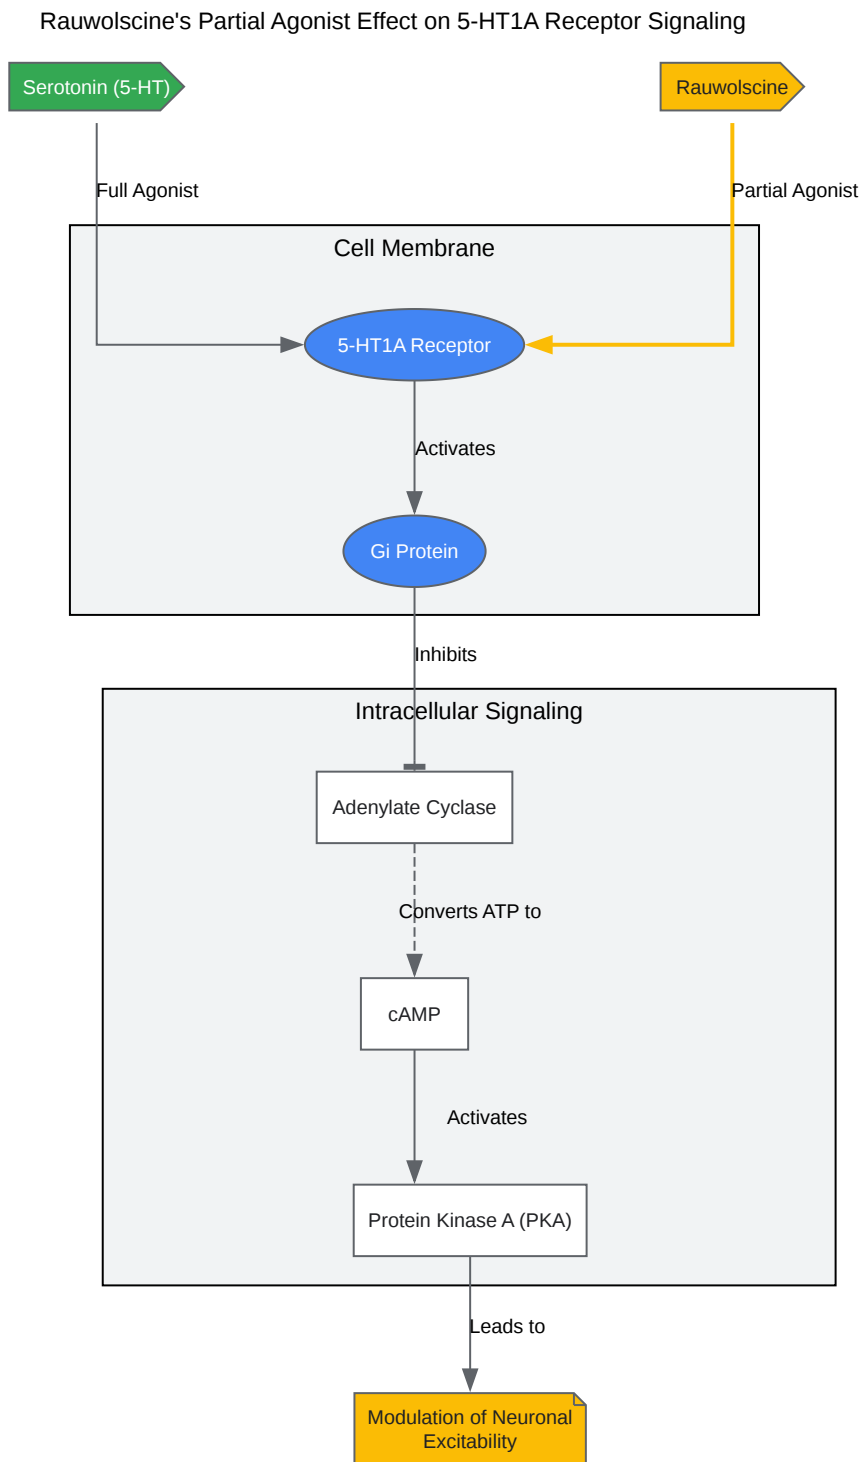 Rauwolscine's Partial Agonist Effect on 5-HT1A Receptor Signaling
Serotonin (5-HT)
Rauwolscine
Full Agonist
Partial Agonist
Cell Membrane
5-HT1A Receptor
Activates
Gi Protein
Inhibits
Intracellular Signaling
Adenylate Cyclase
Converts ATP to
cAMP
Activates
Protein Kinase A (PKA)
Leads to
Modulation of Neuronal
Excitability